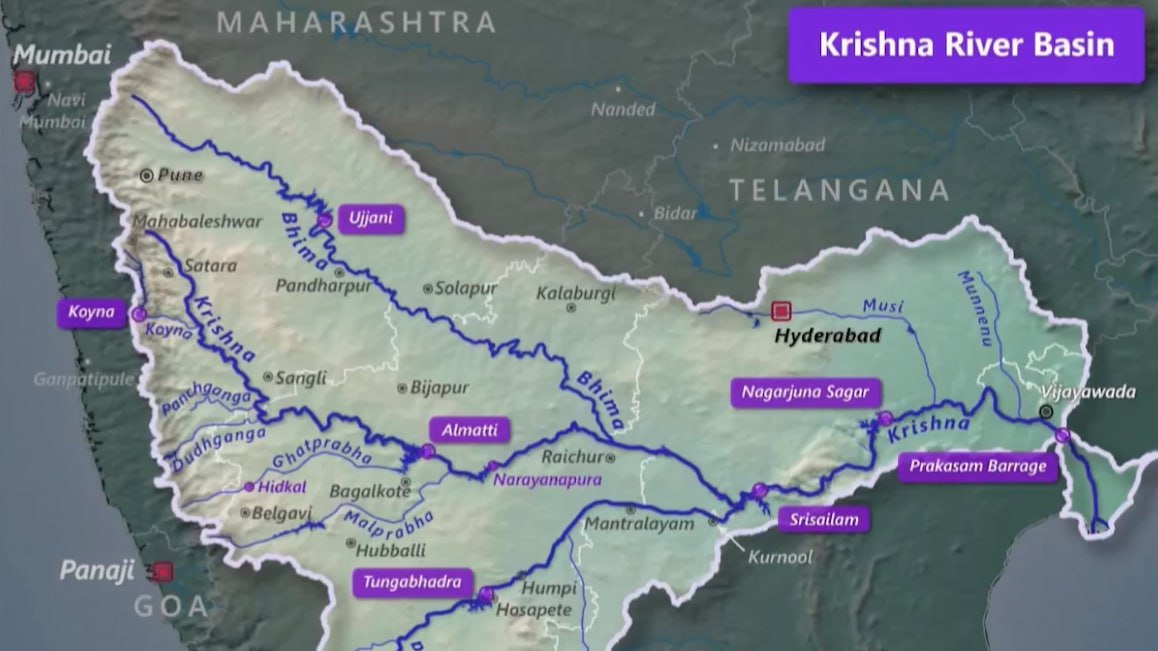 MAHARASHTRA
Krishna River Basin
Mumbai
Navi
Mumbai
Nanded
Nizamabad
Pune
TELANGANA
Bidar
Ujjani
Mahabaleshwar
Bhima
Satara
Pandharpur
Solapur
Kalaburgi
Koyna
Koyna
Krishna
Musi
Munnenu
Hyderabad
Ganpatipule
Sangli
Bijapur
Bhima
Nagarjuna Sagar
Vijayawada
Panchganga
Almatti
Krishna
Dudhganga
Ghatprabha
Raichur
Prakasam Barrage
Hidkal
Bagalkote
Narayanapura
Belgavi
Malprabha
Mantralayam
Srisailam
Hubballi
Kurnool
Panaji
Tungabhadra
Humpi
GOA
Hosapete